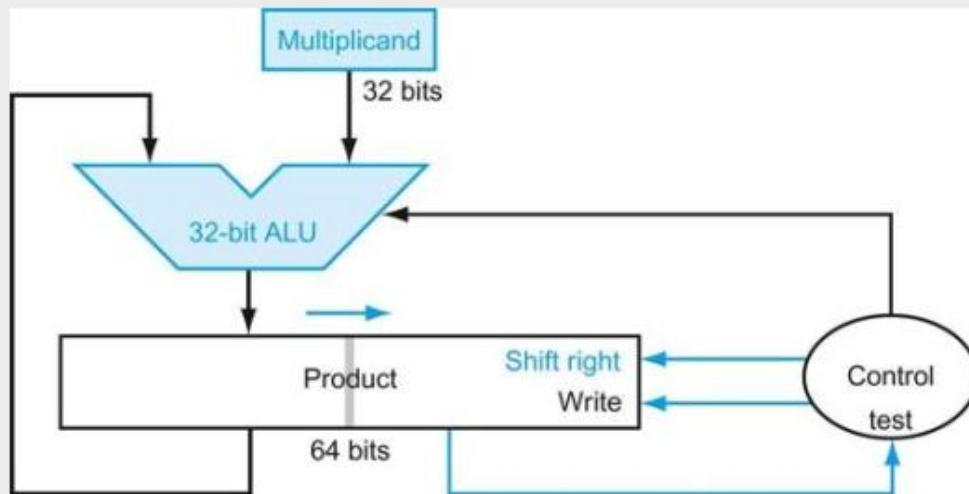 Multiplicand
32 bits
32-bit ALU
Product
Shift right
Write
64 bits
Control
test